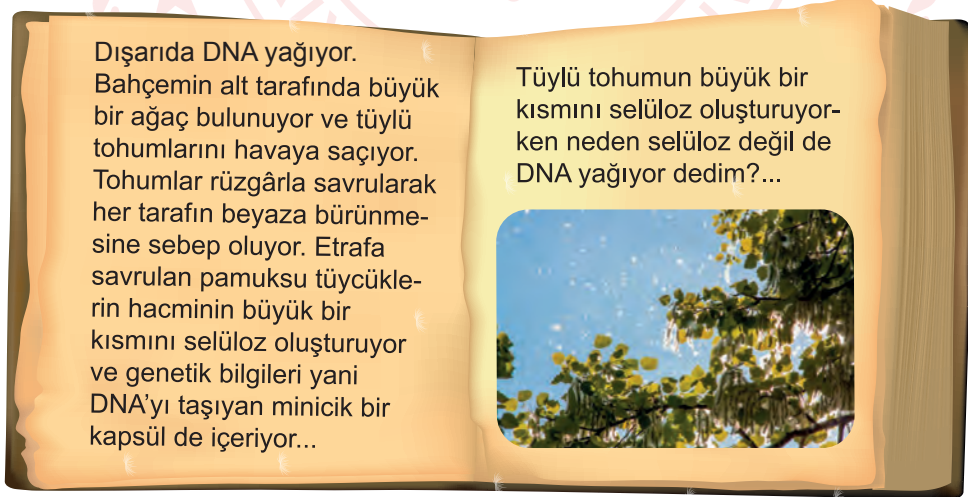 Dışarıda DNA yağıyor.
Bahçemin alt tarafında büyük
bir ağaç bulunuyor ve tüylü
tohumlarını havaya saçıyor.
Tohumlar rüzgârla savrularak
her tarafın beyaza bürünme-
sine sebep oluyor. Etrafa
savrulan pamuksu tüycükle-
rin hacminin büyük bir
kısmını selüloz oluşturuyor
ve genetik bilgileri yani
DNA’yı taşıyan minicik bir
kapsül de içeriyor...
Tüylü tohumun büyük bir
kısmını selüloz oluşturuyor-
ken neden selüloz değil de
DNA yağıyor dedim?...